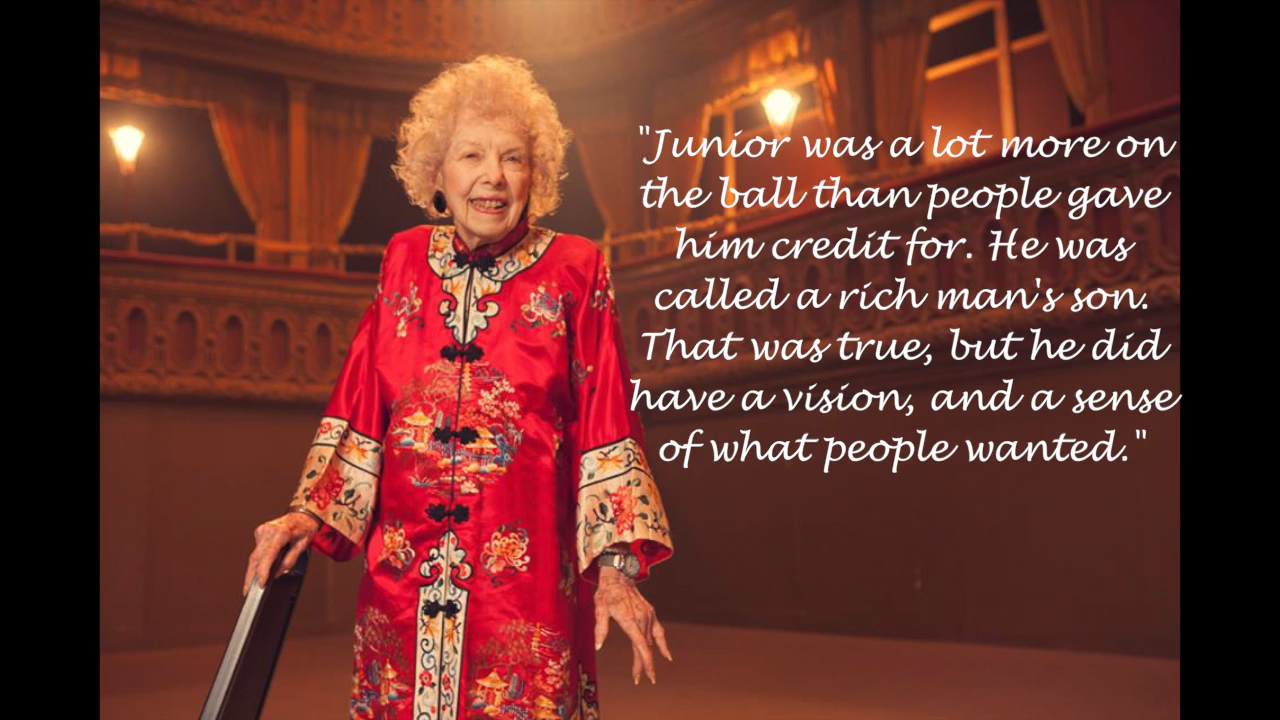 "Junior was a lot more on
the ball than people gave
him credit for. He was
called a rich man's son.
That was true, but he did
have a vision, and a sense
of what people wanted."